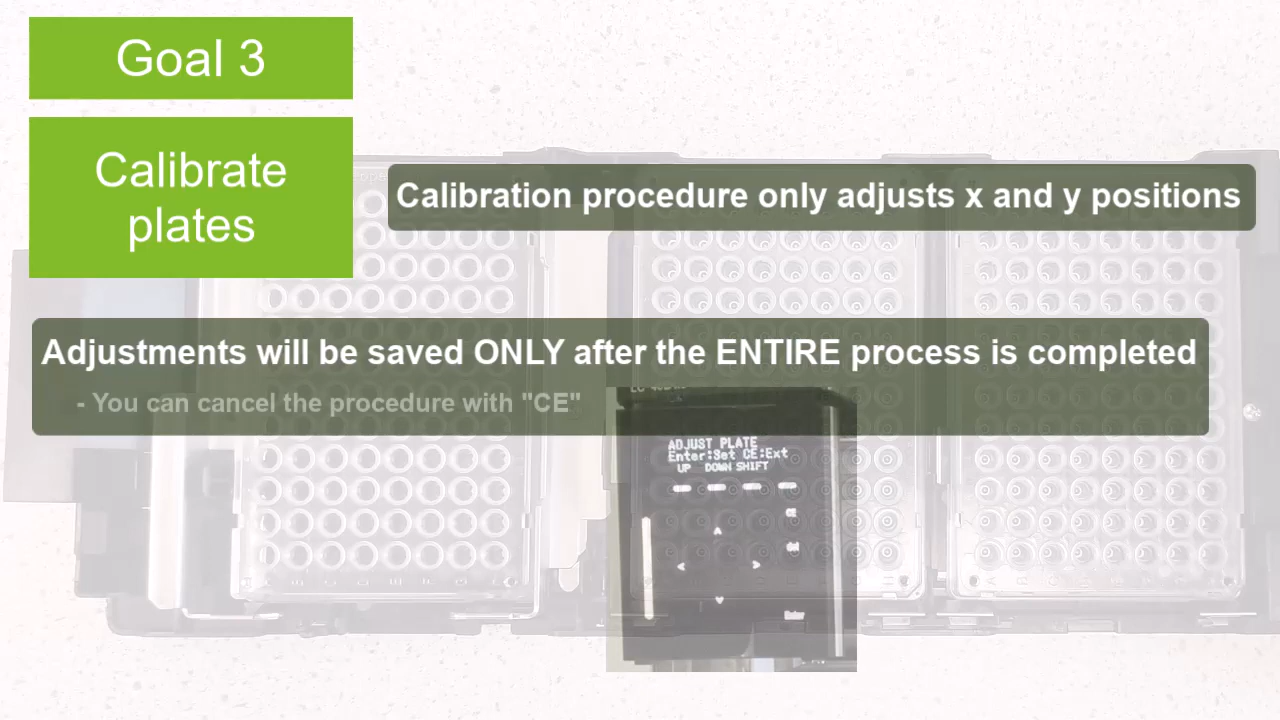 Goal 3
Calibrate
plates
Calibration procedure only adjusts x and y positions
Adjustments will be saved ONLY after the ENTIRE process is completed
- You can cancel the procedure with "CE"
ADJUST PLATE
Enter:Set CE:Ext
UP DOWN SHIFT
CE
Enter